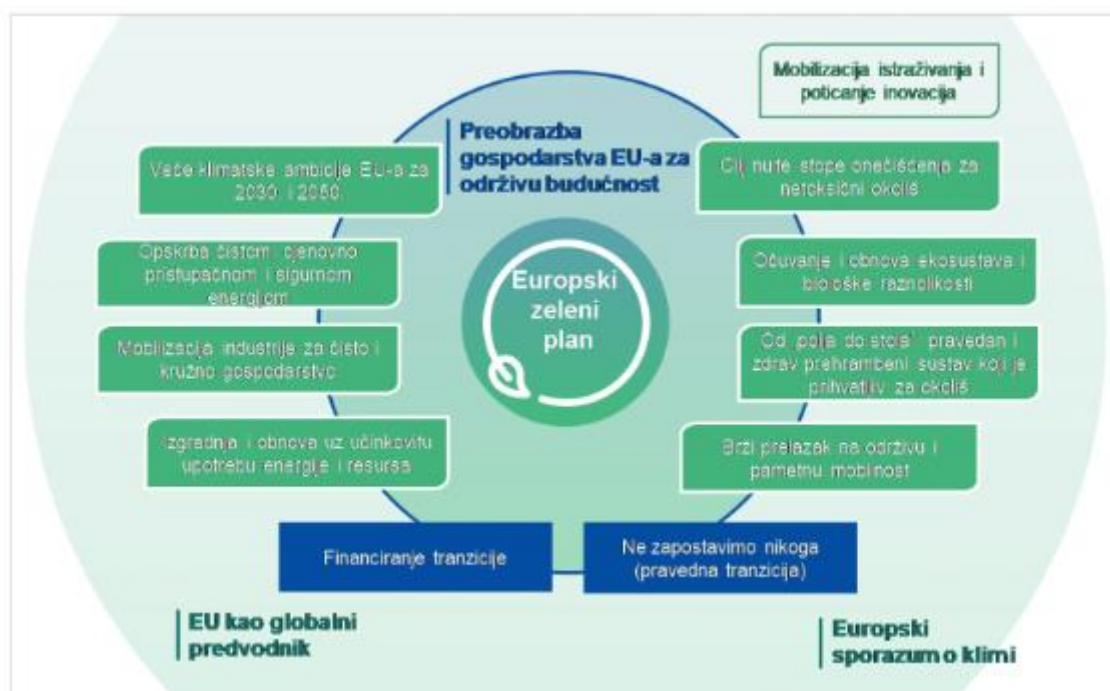 Mobilizacija istraživanja i
poticanje inovacija
Preobrazba
gospodarstva EU-a za
održivu budućnost
Veće klimatske ambicije EU-a za
2030. i 2050.
Cilj nulte stope onečišćenja za
netoksični okoliš
Opskrba čistom, cjenovno
pristupačnom i sigurnom
energijom
Očuvanje i obnova ekosustava i
biološke raznolikosti
Europski
zeleni
plan
Mobilizacija industrije za čisto i
kružno gospodarstvo
Od „polja do stola": pravedan i
zdrav prehrambeni sustav koji je
prihvatljiv za okoliš
Izgradnja i obnova uz učinkovitu
upotrebu energije i resursa
Brzi prelazak na održivu i
pametnu mobilnost
Financiranje tranzicije
Ne zapostavimo nikoga
(pravedna tranzicija)
EU kao globalni
predvodnik
Europski
sporazum o klimi